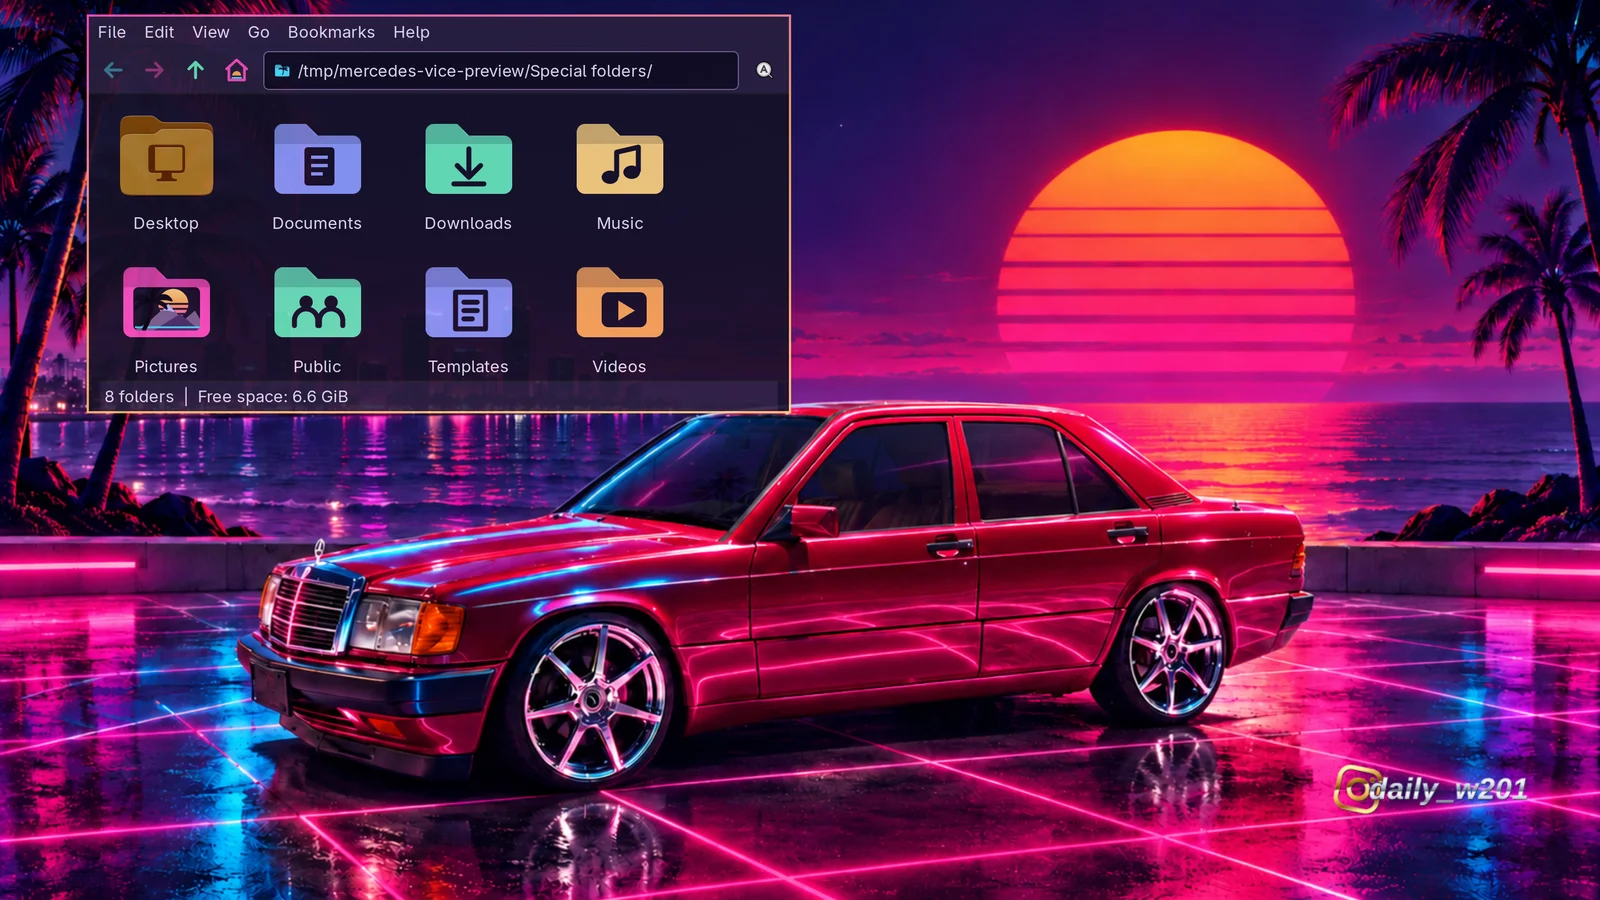 File Edit View Go Bookmarks Help
/tmp/mercedes-vice-preview/Special folders/
Desktop Documents Downloads Music
Pictures Public Templates Videos
8 folders | Free space: 6.6 GiB
daily_w201